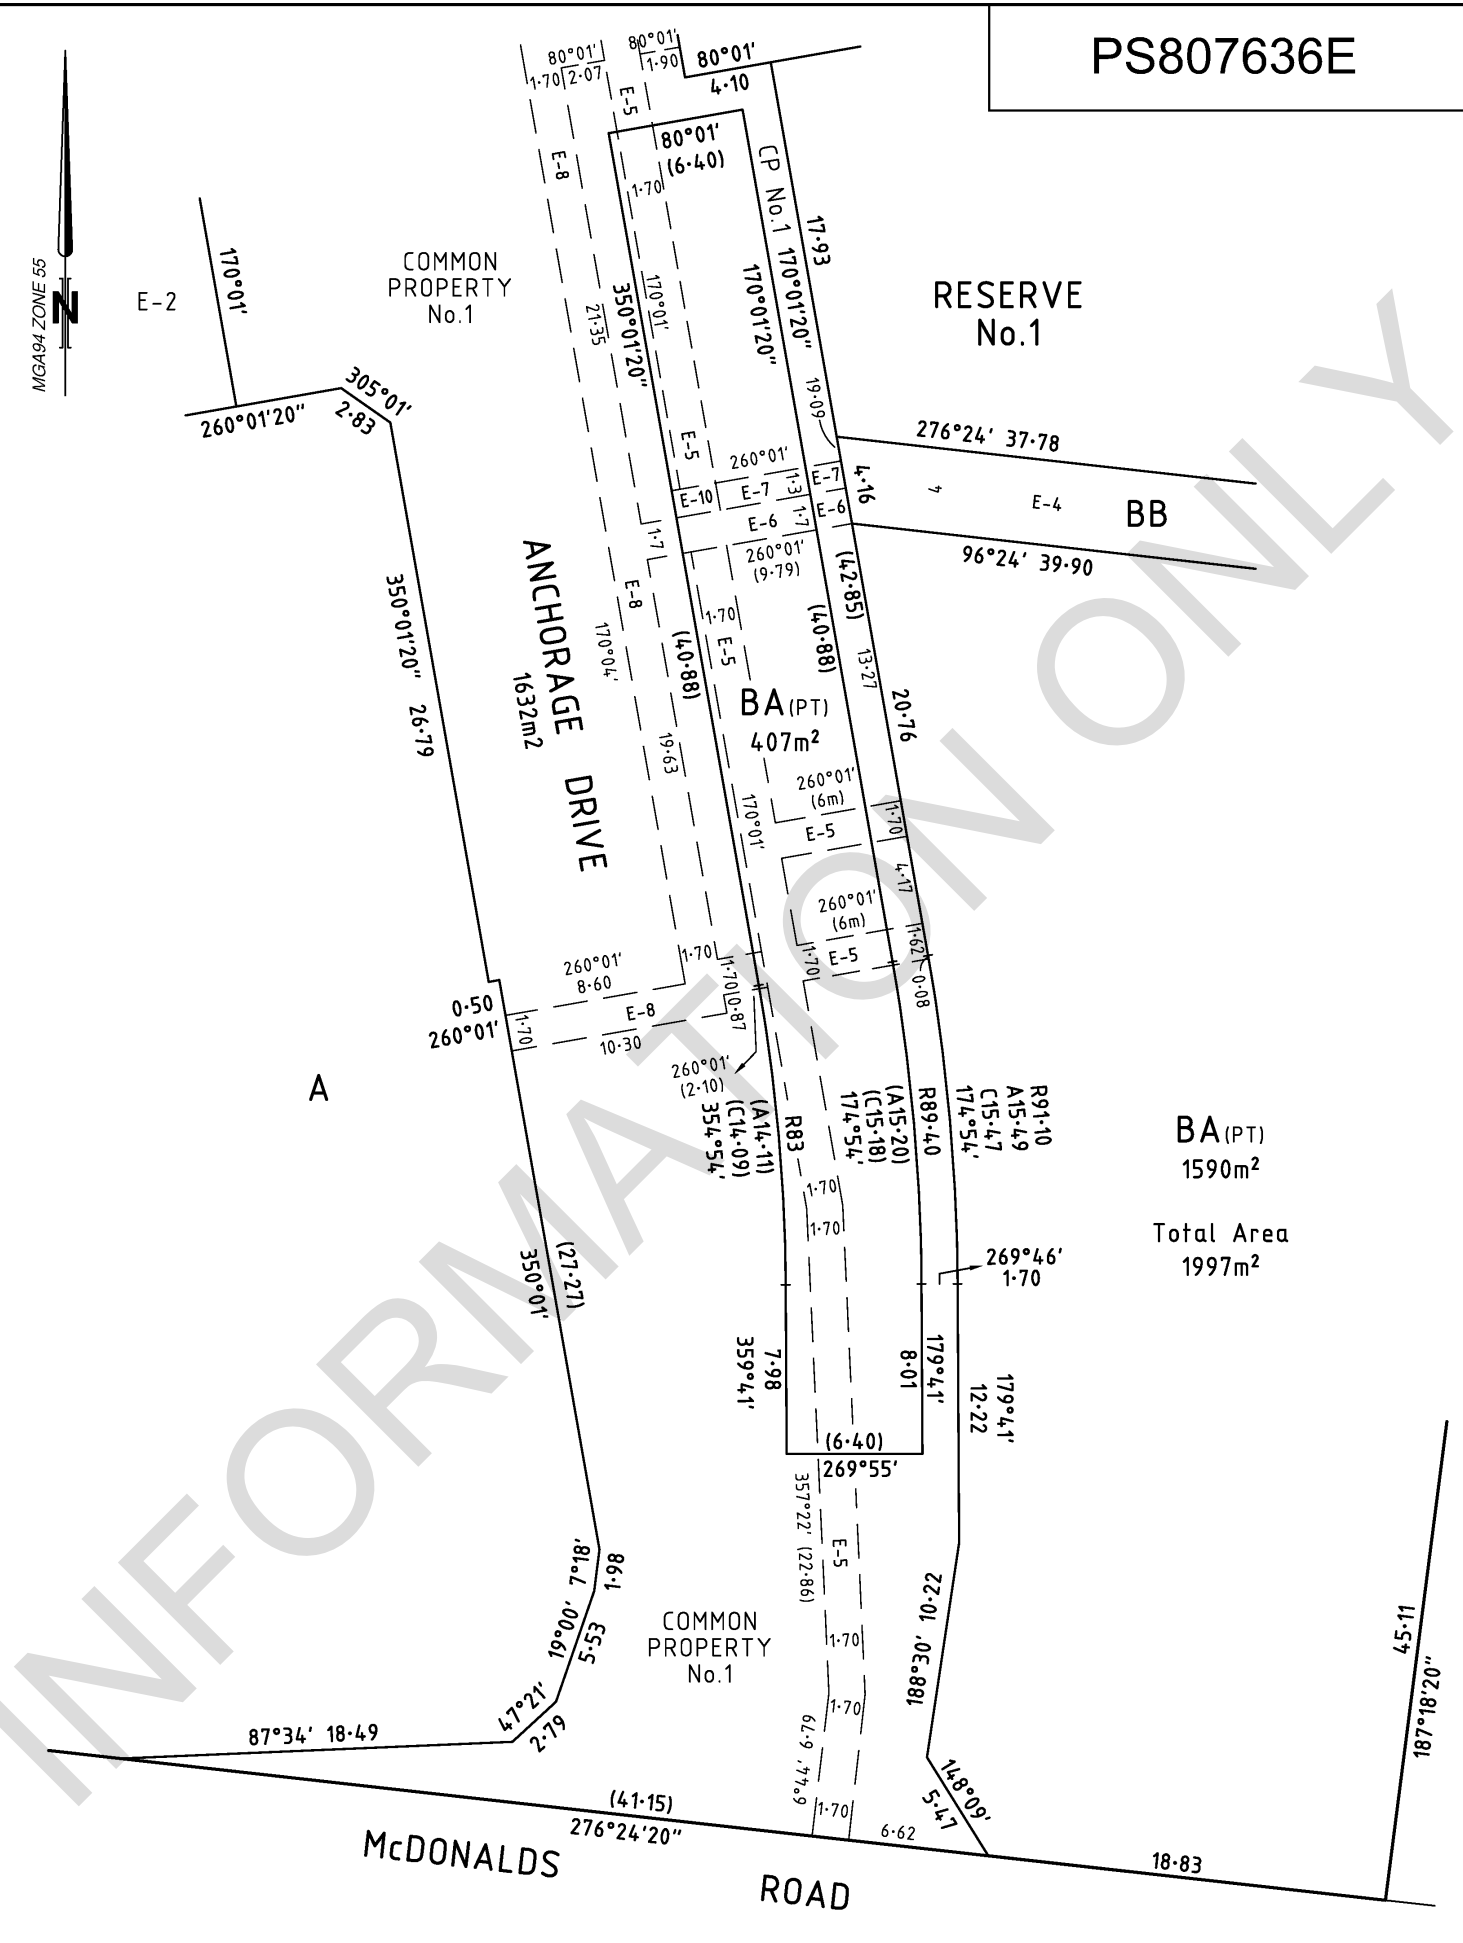 PS807636E
80°01'
80°01'
1·90
80°01'
4·10
1·70
2·07
E-5
E-8
80°01'
(6·40)
1·70
CP No.1
17·93
170°01'20"
170°01'20"
MGA94 ZONE 55
N
E-2
170°01'
COMMON
PROPERTY
No.1
21·35
350°01'20"
170°01'
RESERVE
No.1
305°01'
2·83
260°01'20"
19·09
276°24' 37·78
E-5
260°01'
E-10
E-7
1·3
E-7
4·16
4
E-4
BB
E-6
1·7
E-6
1·7
260°01'
(9·79)
96°24' 39·90
ANCHORAGE DRIVE
1632m2
350°01'20" 26·79
E-8
170°04'
(40·88)
1·70
E-5
(40·88)
(42·85)
13·27
20·76
BA(PT)
407m²
19·63
170°01'
260°01'
(6m)
1·70
E-5
4·17
260°01'
(6m)
1·62
1·70
E-5
0·08
260°01'
8·60
1·70
1·70
0·87
0·50
260°01'
1·70
E-8
10·30
260°01'
(2·10)
A
354°54'
(C14·09)
(A14·11)
R83
174°54'
(C15·18)
(A15·20)
R89·40
174°54'
C15·47
A15·49
R91·10
BA(PT)
1590m²
Total Area
1997m²
1·70
1·70
269°46'
1·70
350°01'
(27·27)
359°41'
7·98
8·01
179°41'
12·22
179°41'
(6·40)
269°55'
357°22' (22·86)
E-5
7°18'
1·98
19°00'
5·53
COMMON
PROPERTY
No.1
1·70
188°30' 10·22
1·70
47°21'
2·79
87°34' 18·49
6°44' 6·79
1·70
148°09'
5·47
45·11
187°18'20"
(41·15)
276°24'20"
6·62
18·83
McDONALDS ROAD
INFORMATION ONLY